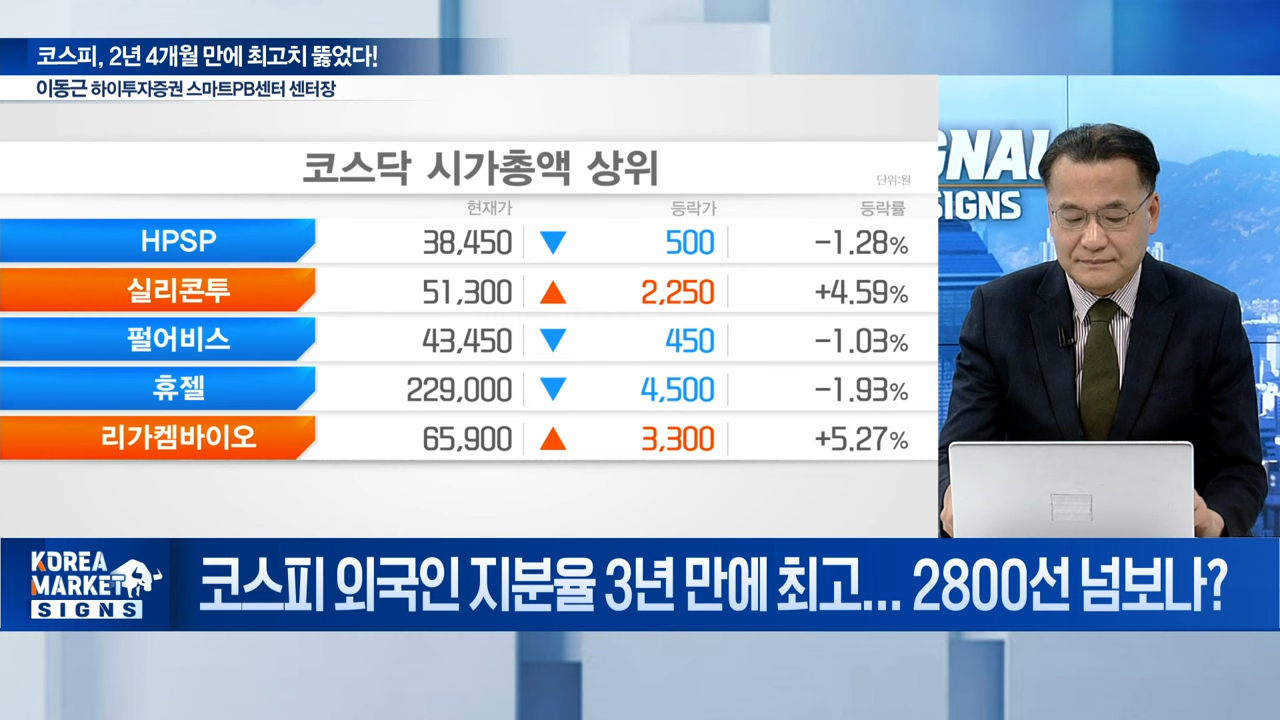 코스피, 2년 4개월 만에 최고치 뚫었다!
이동근 하이투자증권 스마트PB센터 센터장
코스닥 시가총액 상위
단위:원
현재가 등락가 등락률
HPSP 38,450 ▼ 500 -1.28%
실리콘투 51,300 ▲ 2,250 +4.59%
펄어비스 43,450 ▼ 450 -1.03%
휴젤 229,000 ▼ 4,500 -1.93%
리가켐바이오 65,900 ▲ 3,300 +5.27%
GNAL
SIGNS
KOREA
MARKET
SIGNS
코스피 외국인 지분율 3년 만에 최고... 2800선 넘보나?